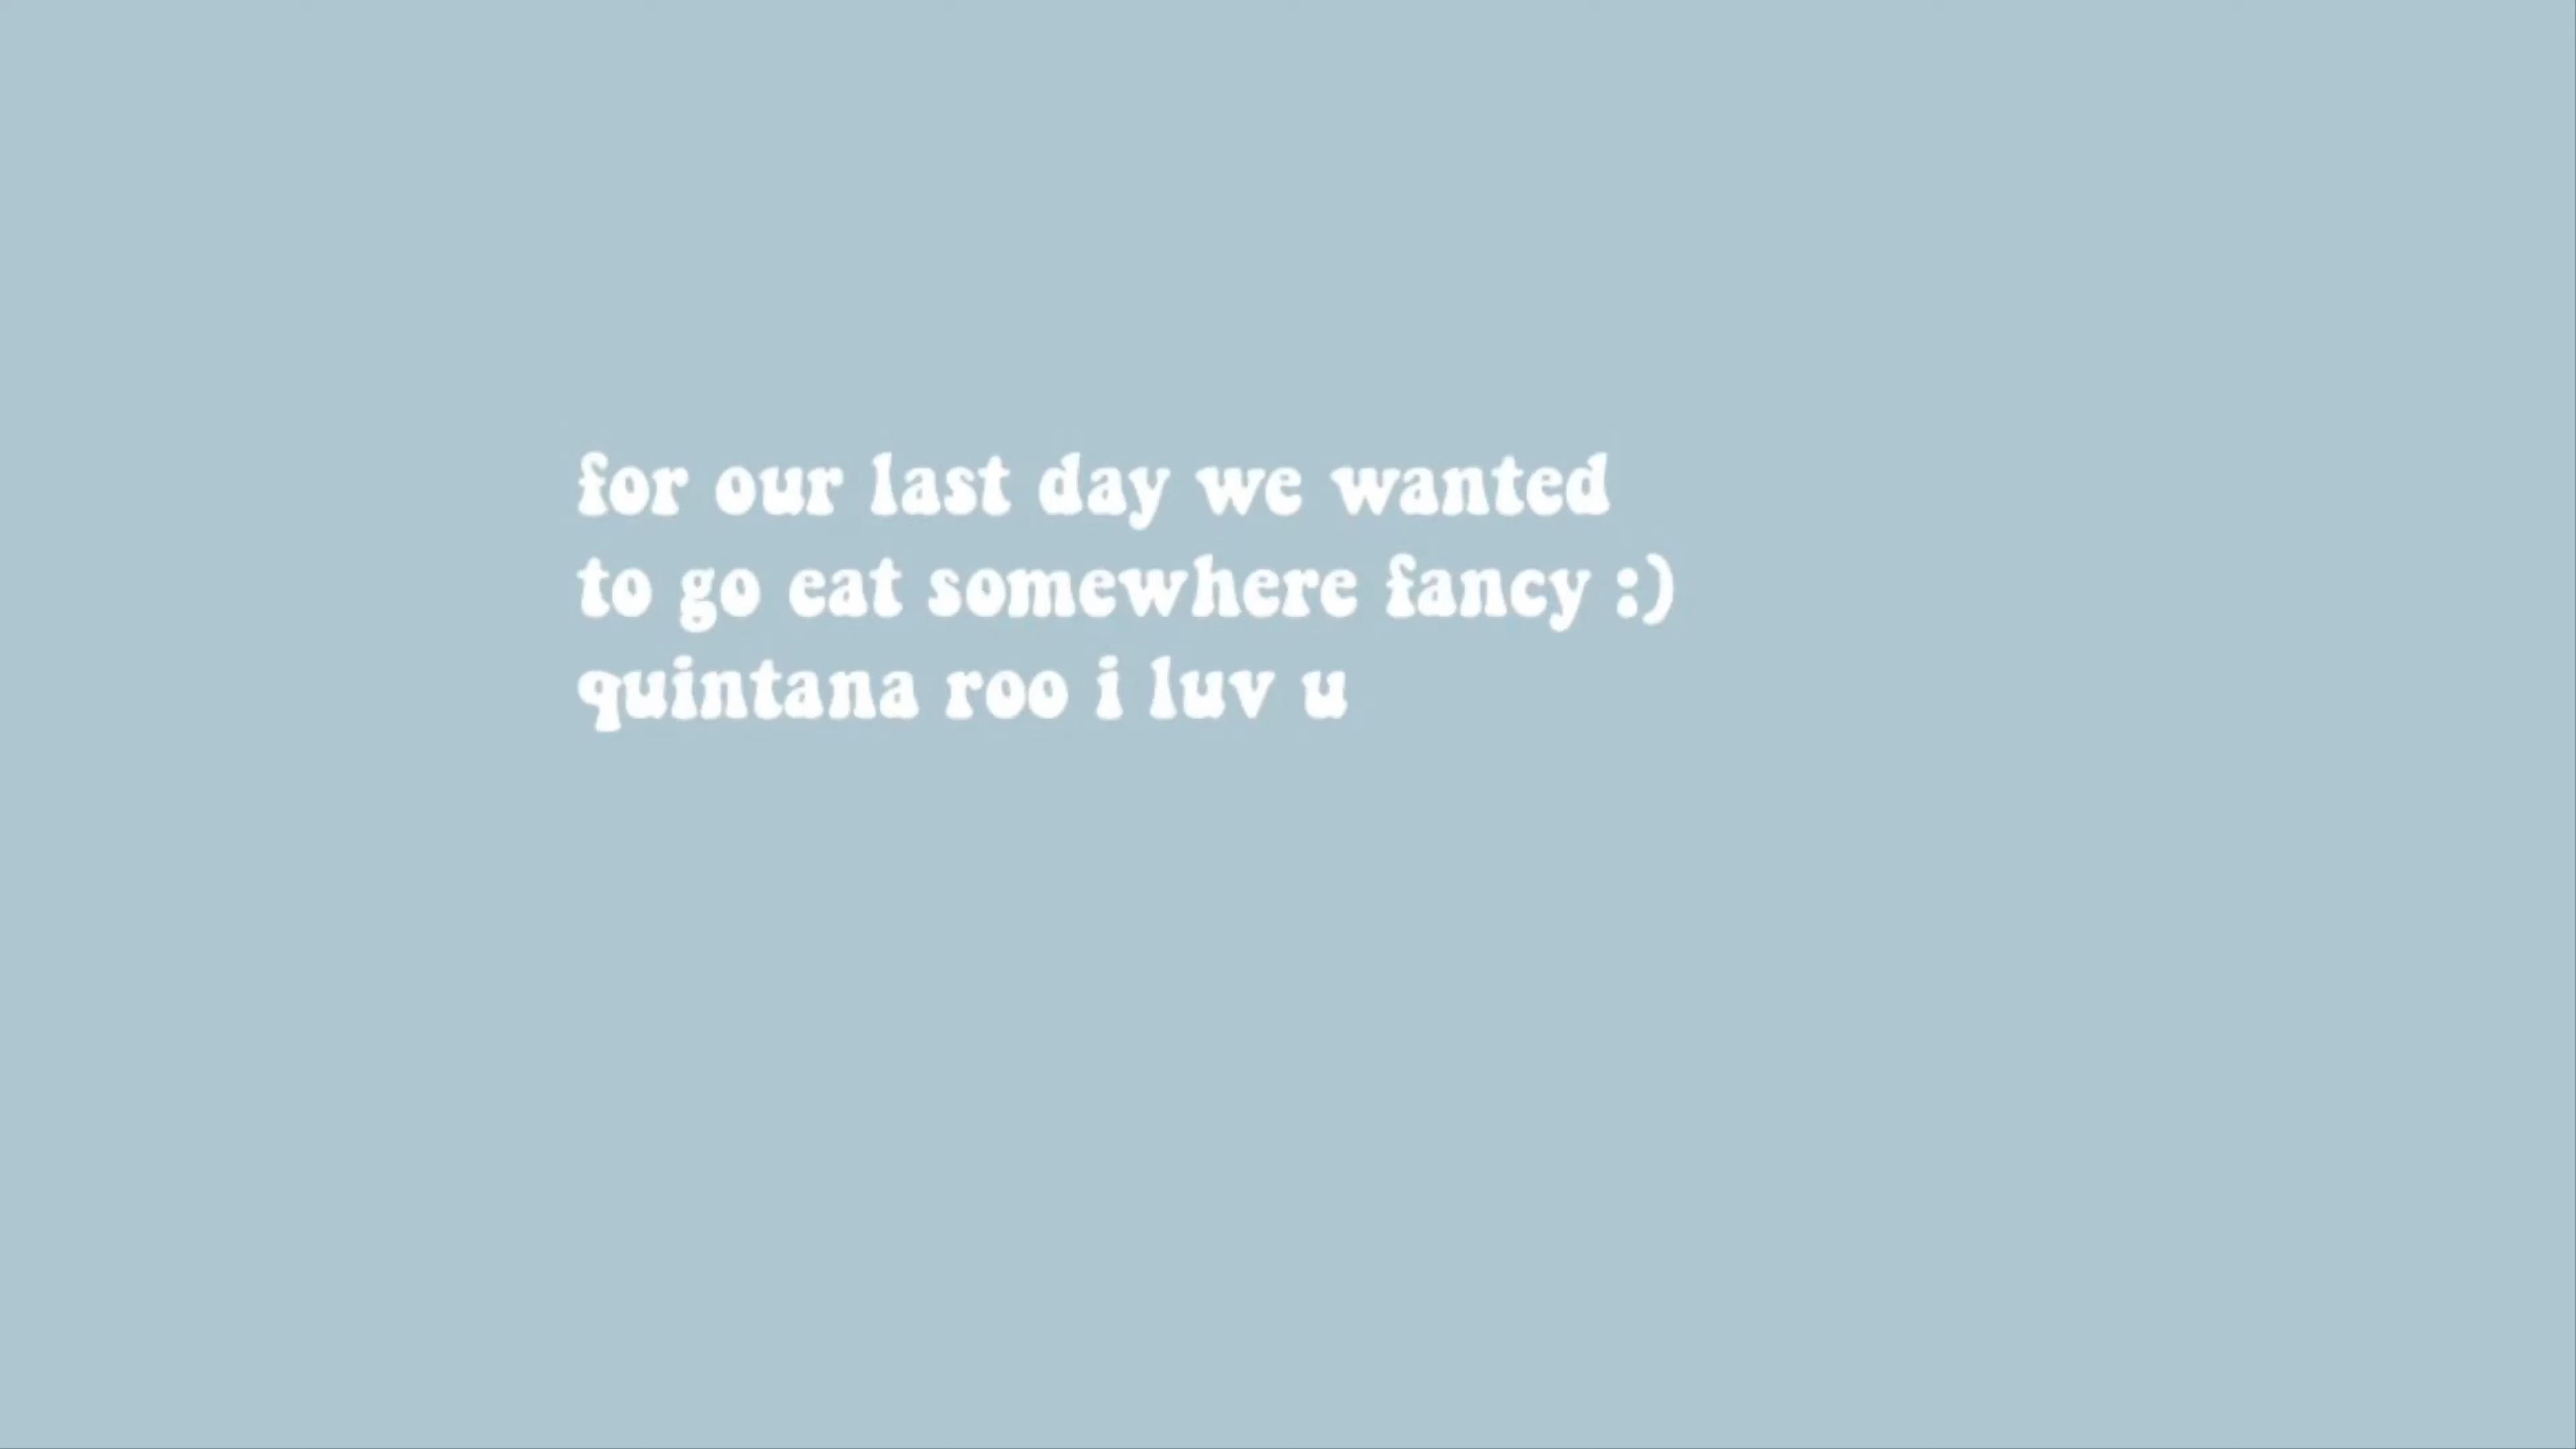 for our last day we wanted
to go eat somewhere fancy :)
quintana roo i luv u